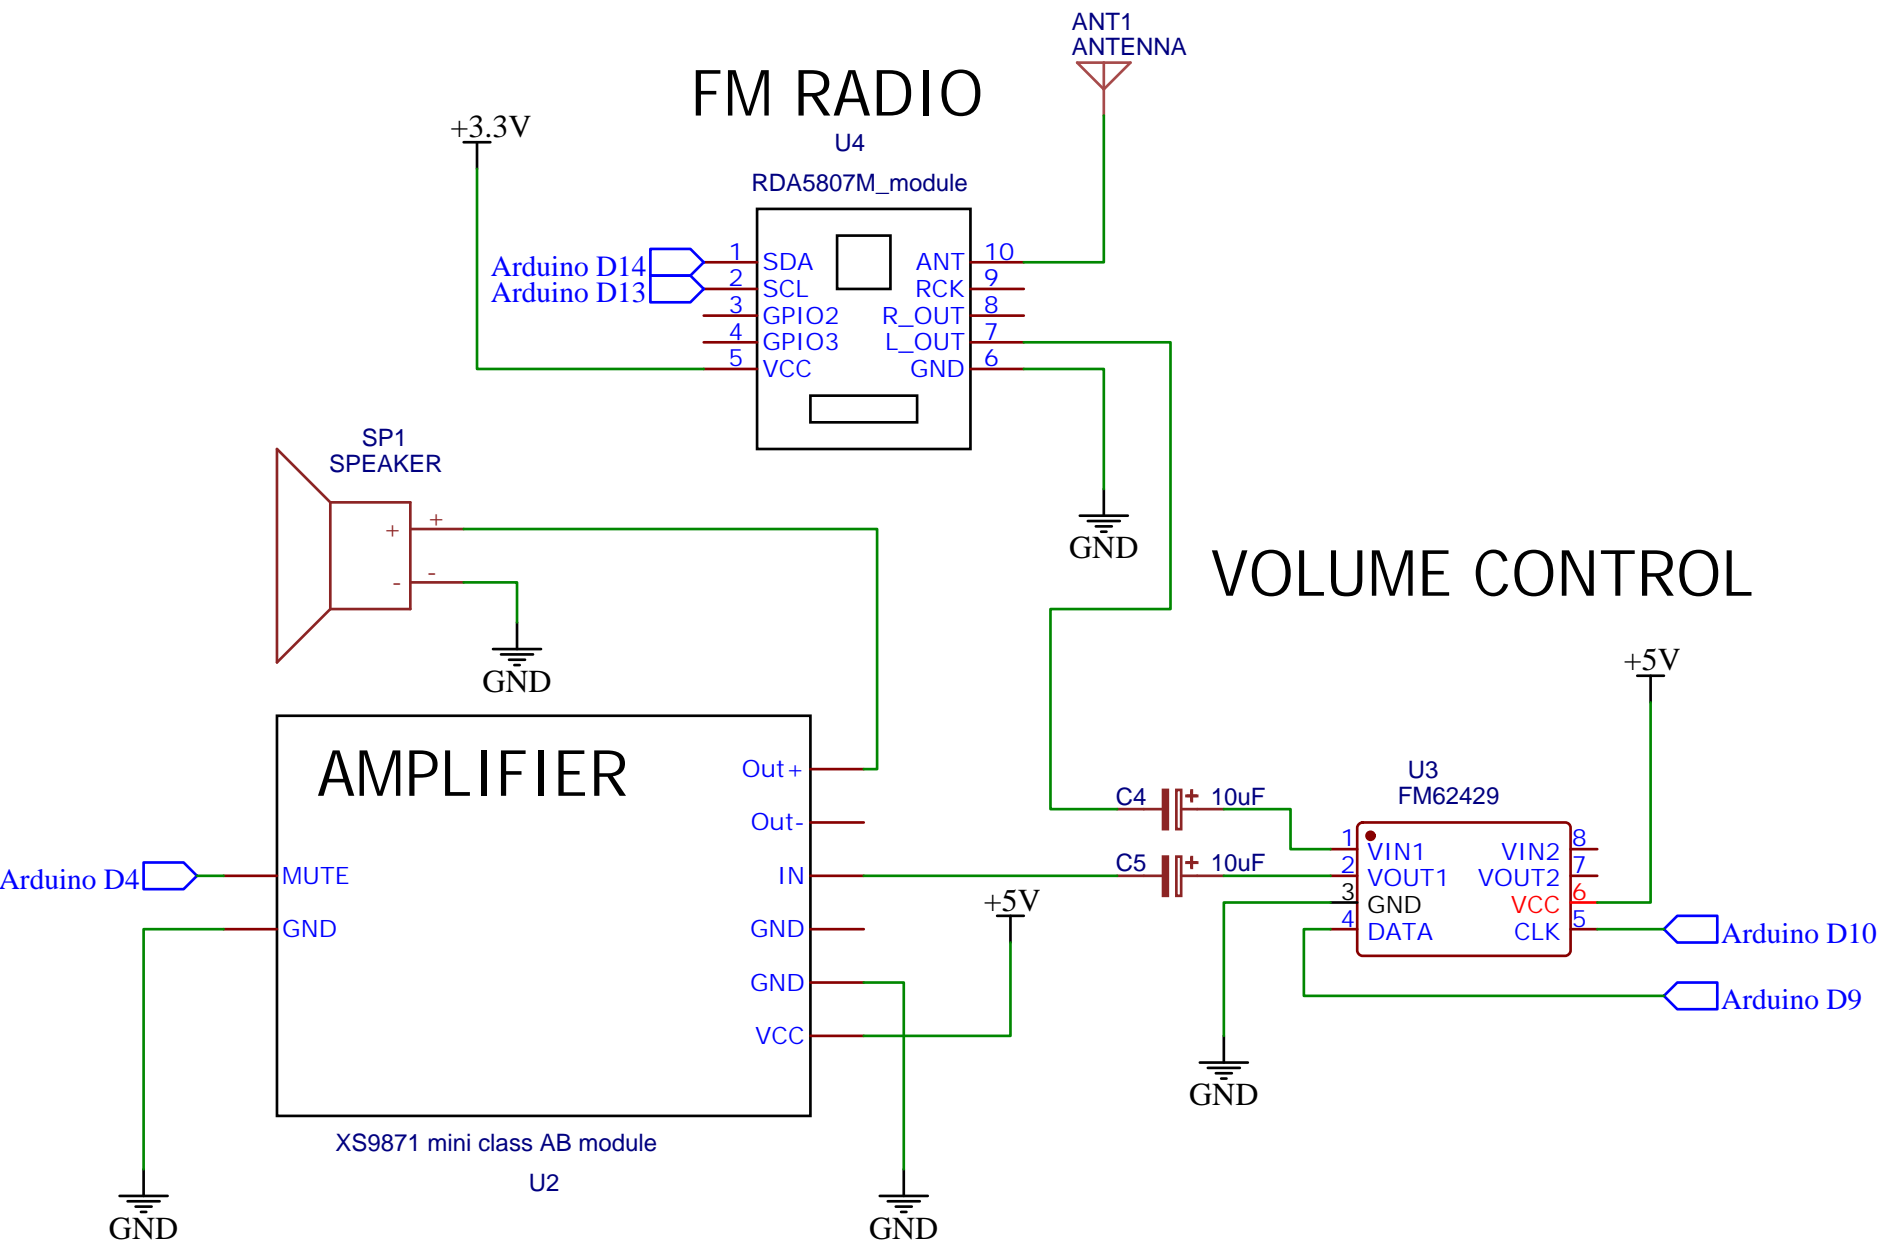 ANT1
ANTENNA
FM RADIO
+3.3V
U4
RDA5807M_module
Arduino D14
Arduino D13
1 SDA
2 SCL
3 GPIO2
4 GPIO3
5 VCC
ANT 10
RCK 9
R_OUT 8
L_OUT 7
GND 6
GND
SP1
SPEAKER
+ +
- -
GND
VOLUME CONTROL
+5V
AMPLIFIER
Out+
Out-
IN
GND
GND
VCC
Arduino D4
MUTE
GND
+5V
C4 + 10uF
C5 + 10uF
U3
FM62429
1 VIN1
2 VOUT1
3 GND
4 DATA
VIN2 8
VOUT2 7
VCC 6
CLK 5
Arduino D10
Arduino D9
GND
XS9871 mini class AB module
U2
GND
GND